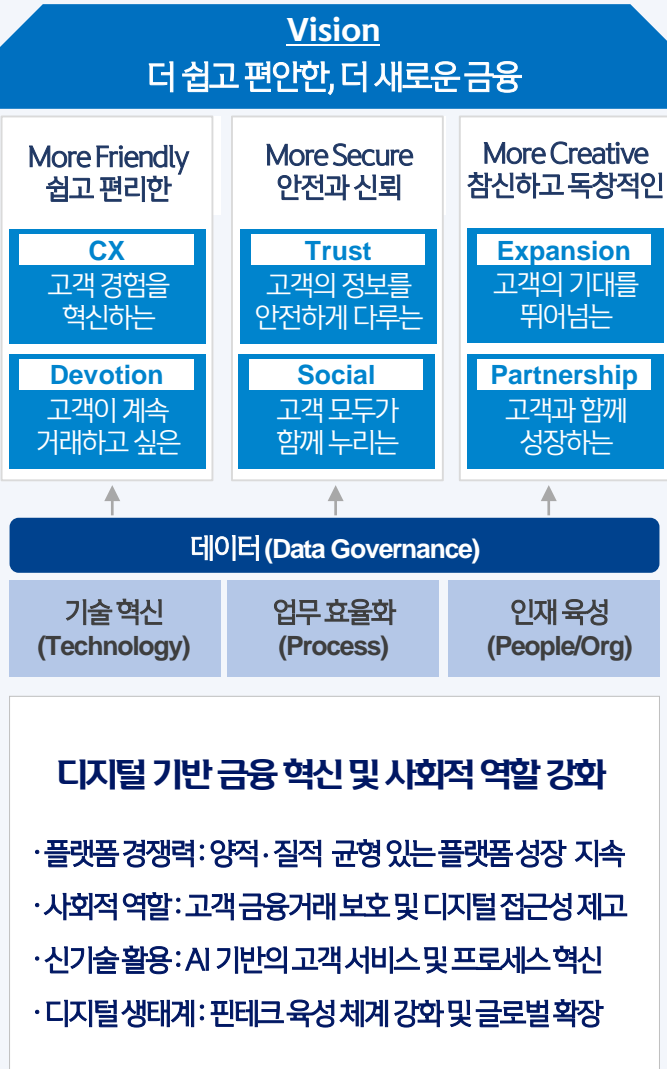 Vision
더 쉽고 편안한, 더 새로운 금융
More Friendly
쉽고 편리한
CX
고객 경험을
혁신하는
Devotion
고객이 계속
거래하고 싶은
More Secure
안전과 신뢰
Trust
고객의 정보를
안전하게 다루는
Social
고객 모두가
함께 누리는
More Creative
참신하고 독창적인
Expansion
고객의 기대를
뛰어넘는
Partnership
고객과 함께
성장하는
데이터 (Data Governance)
기술 혁신
(Technology)
업무 효율화
(Process)
인재 육성
(People/Org)
디지털 기반 금융 혁신 및 사회적 역할 강화
· 플랫폼 경쟁력 : 양적 · 질적 균형 있는 플랫폼 성장 지속
· 사회적 역할 : 고객 금융거래 보호 및 디지털 접근성 제고
· 신기술 활용 : AI 기반의 고객 서비스 및 프로세스 혁신
· 디지털 생태계 : 핀테크 육성 체계 강화 및 글로벌 확장